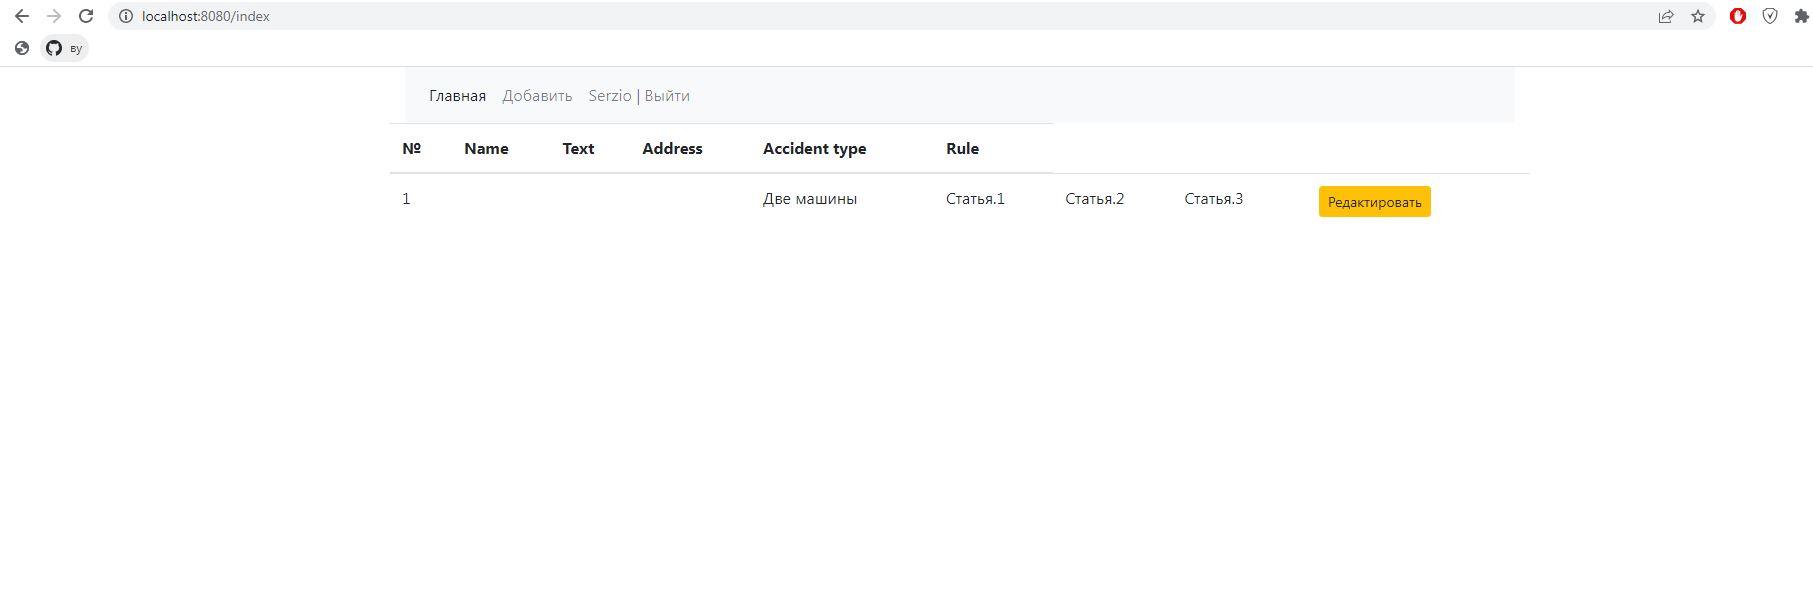 localhost:8080/index
ву
Главная Добавить Serzio | Выйти
№ Name Text Address Accident type Rule
1 Две машины Статья.1 Статья.2 Статья.3 Редактировать